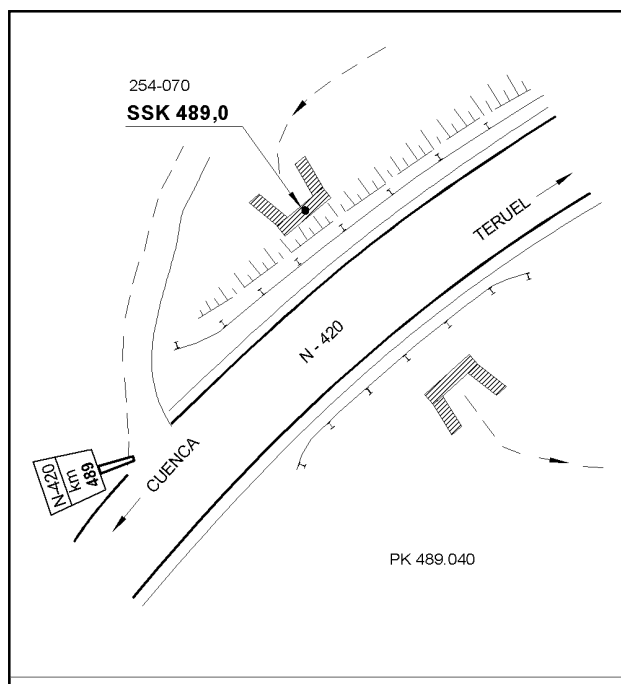 254-070
SSK 489,0
TERUEL
N - 420
CUENCA
N-420
km
489
PK 489.040